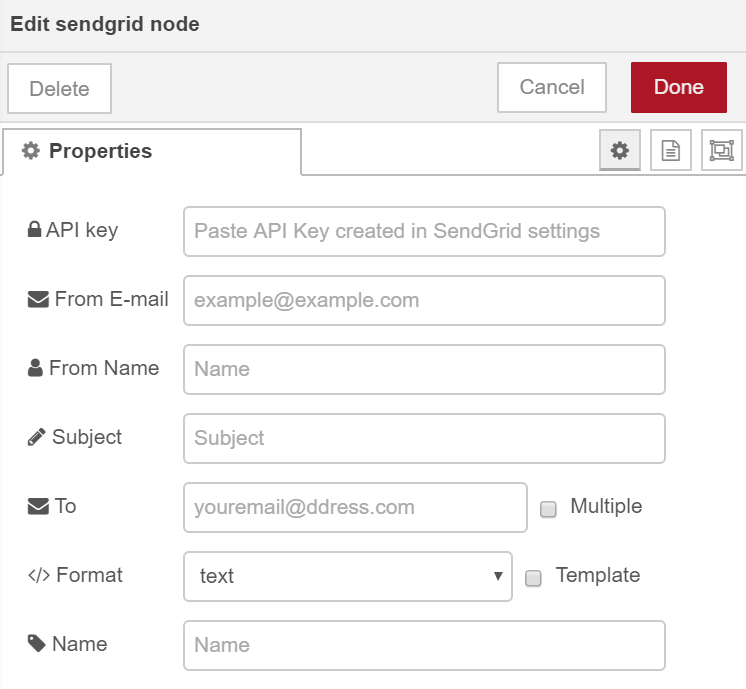 Edit sendgrid node
Delete Cancel Done
Properties
API key Paste API Key created in SendGrid settings
From E-mail example@example.com
From Name Name
Subject Subject
To youremail@ddress.com Multiple
Format text Template
Name Name